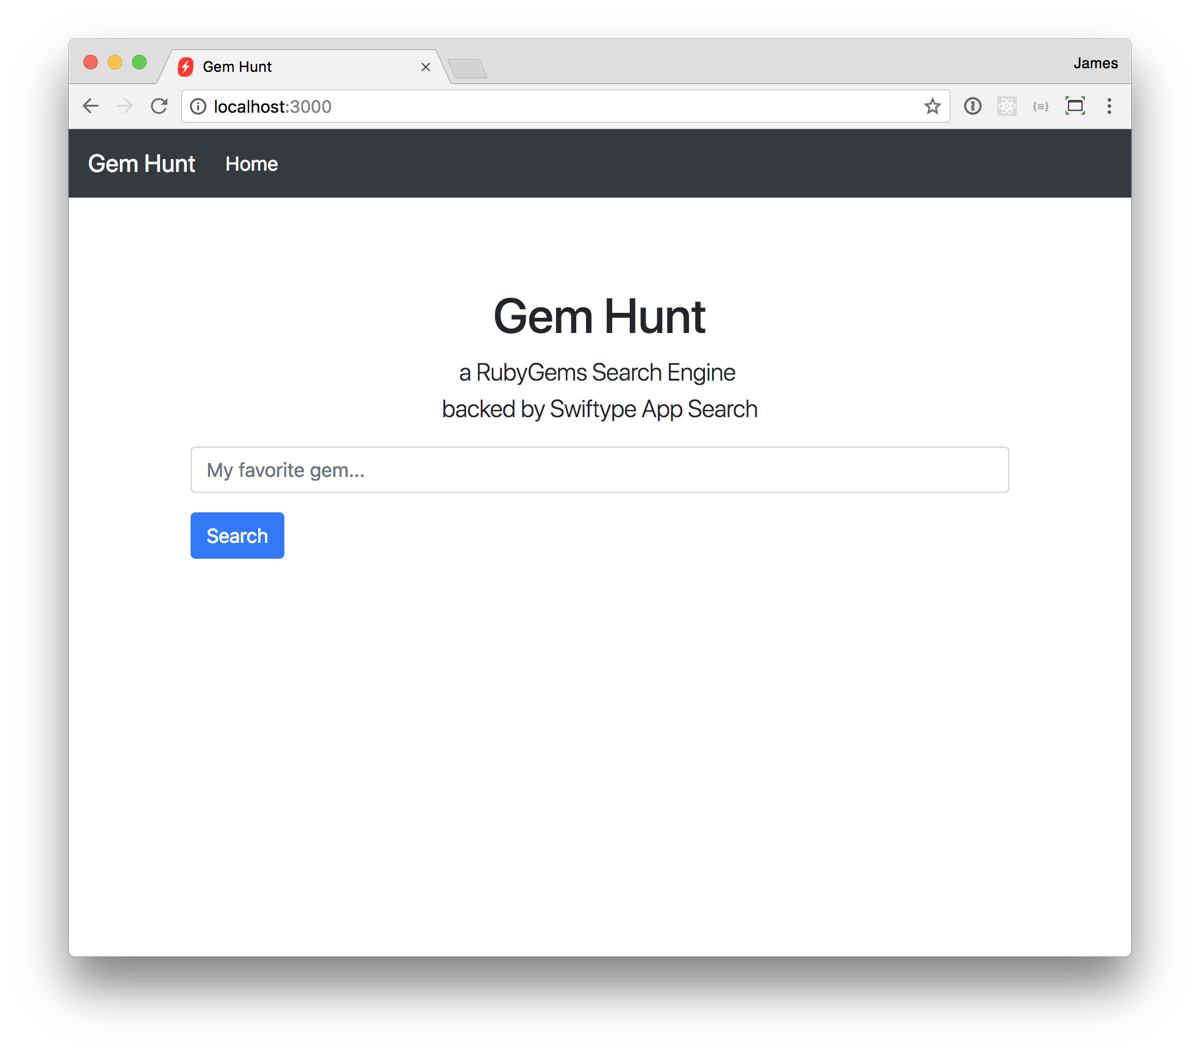 Gem Hunt
James
localhost:3000
Gem Hunt Home
Gem Hunt
a RubyGems Search Engine
backed by Swiftype App Search
My favorite gem...
Search